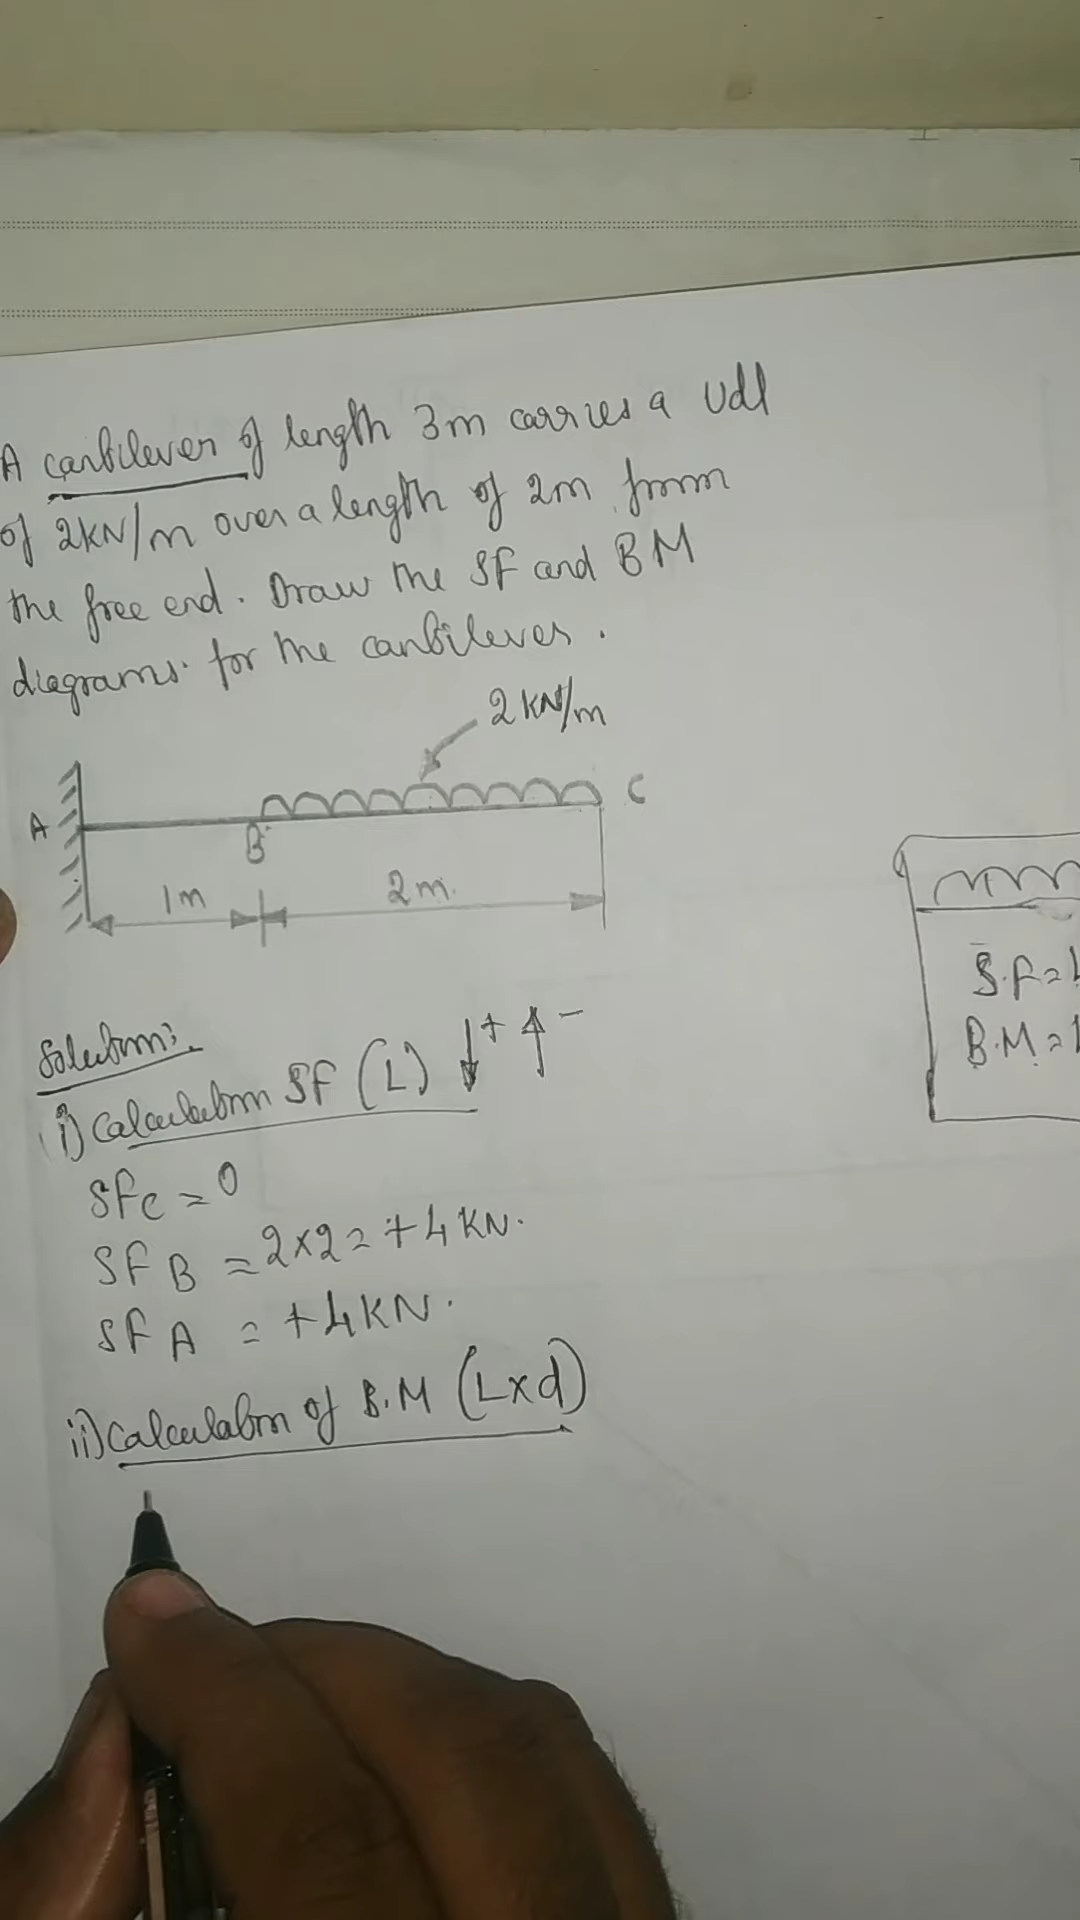 A cantilever of length 3m carries a udl
of 2KN/m over a length of 2m from
the free end. Draw the SF and BM
diagrams for the cantilever.
2KN/m
A
B
C
1m
2m.
Solution:
i) Calculation SF (L) ↓+ ↑-
SFC = 0
SF B = 2×2 = +4KN.
SF A = +4KN.
ii) Calculation of B.M (L×d)
S.F =
B.M =